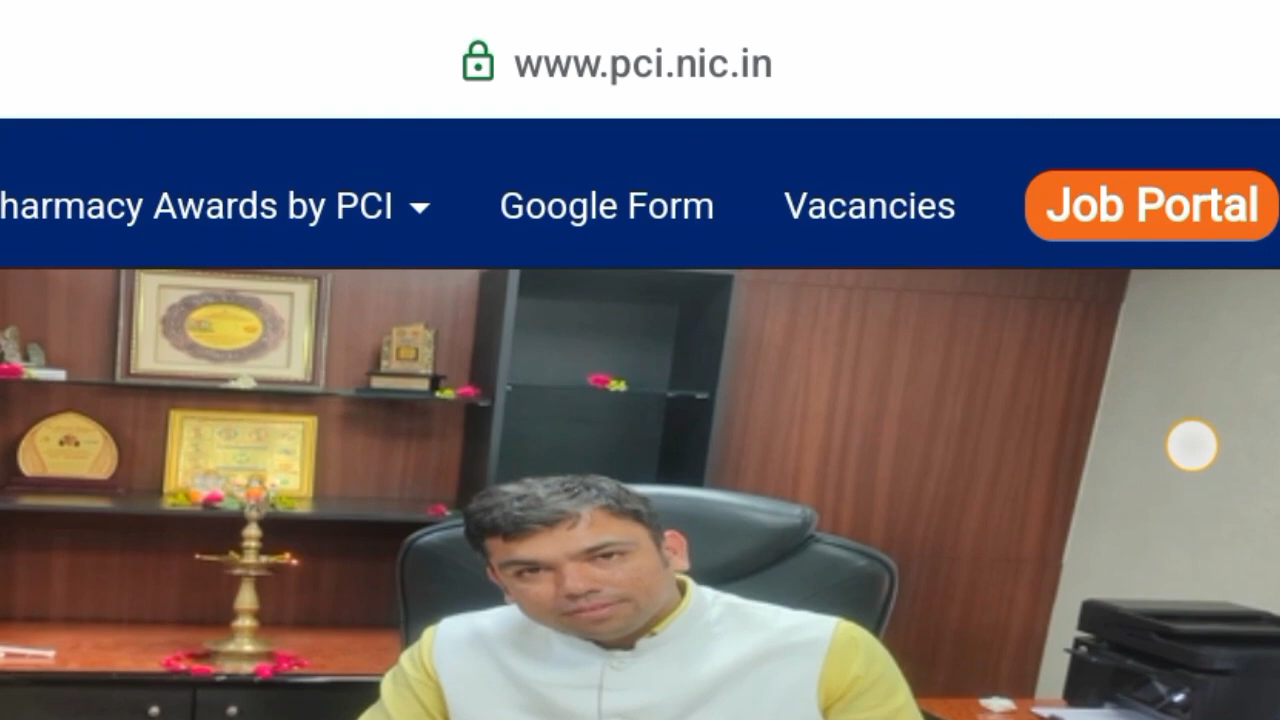 www.pci.nic.in
harmacy Awards by PCI
Google Form
Vacancies
Job Portal